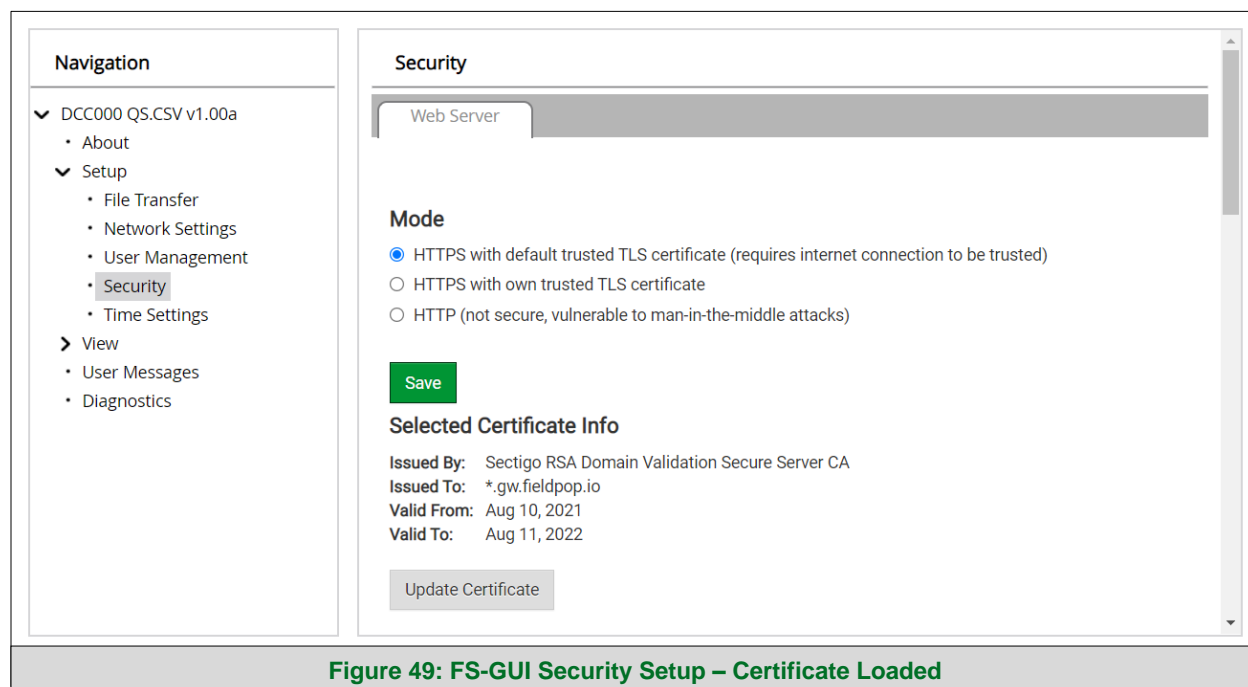 Navigation
DCC000 QS.CSV v1.00a
About
Setup
File Transfer
Network Settings
User Management
Security
Time Settings
View
User Messages
Diagnostics
Security
Web Server
Mode
HTTPS with default trusted TLS certificate (requires internet connection to be trusted)
HTTPS with own trusted TLS certificate
HTTP (not secure, vulnerable to man-in-the-middle attacks)
Save
Selected Certificate Info
Issued By: Sectigo RSA Domain Validation Secure Server CA
Issued To: *.gw.fieldpop.io
Valid From: Aug 10, 2021
Valid To: Aug 11, 2022
Update Certificate
Figure 49: FS-GUI Security Setup – Certificate Loaded